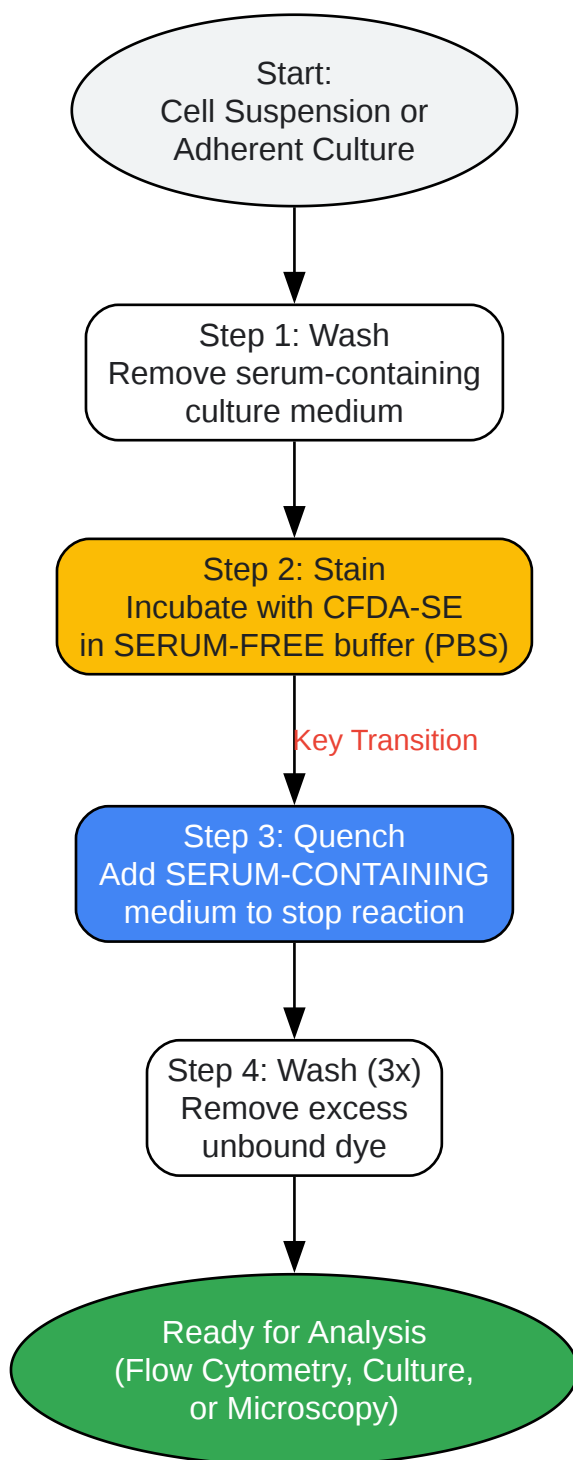 Start:
Cell Suspension or
Adherent Culture
Step 1: Wash
Remove serum-containing
culture medium
Step 2: Stain
Incubate with CFDA-SE
in SERUM-FREE buffer (PBS)
Key Transition
Step 3: Quench
Add SERUM-CONTAINING
medium to stop reaction
Step 4: Wash (3x)
Remove excess
unbound dye
Ready for Analysis
(Flow Cytometry, Culture,
or Microscopy)